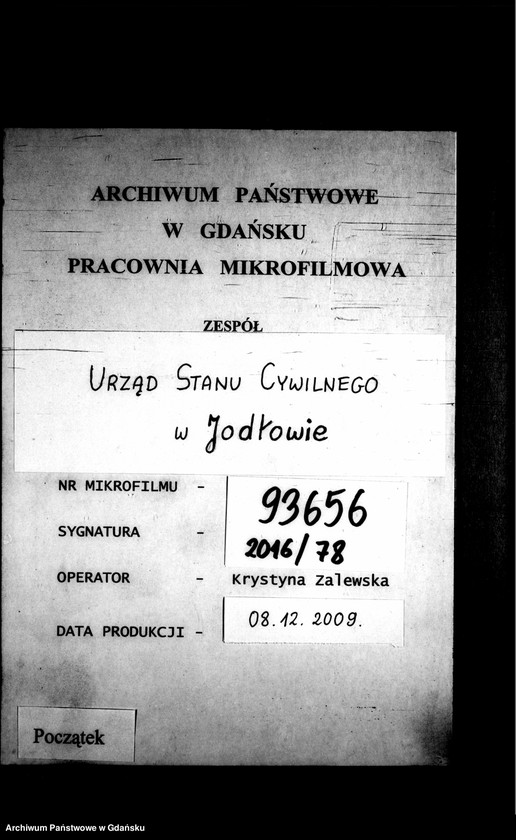 ARCHIWUM PAŃSTWOWE
W GDAŃSKU
PRACOWNIA MIKROFILMOWA
ZESPÓŁ
URZĄD STANU CYWILNEGO
w Jodłowie
NR MIKROFILMU - 93656
SYGNATURA - 2016/78
OPERATOR - Krystyna Zalewska
DATA PRODUKCJI - 08.12.2009.
Początek
Archiwum Państwowe w Gdańsku